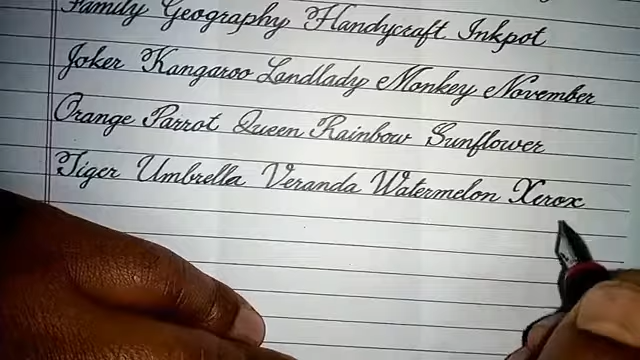 Family Geography Handycraft Inkpot
Joker Kangaroo Landlady Monkey November
Orange Parrot Queen Rainbow Sunflower
Tiger Umbrella Veranda Watermelon Xerox